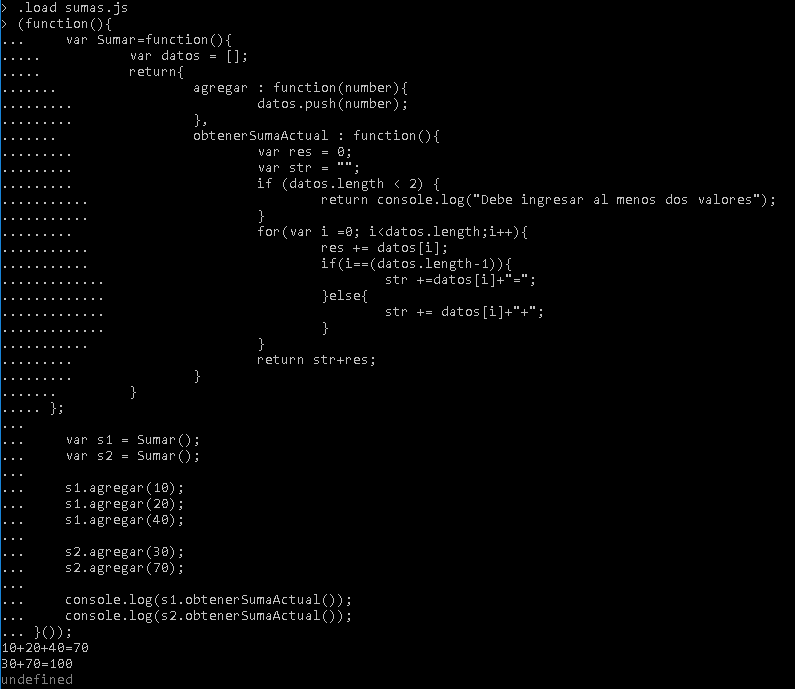 > .load sumas.js
> (function(){
...     var Sumar=function(){
.....           var datos = [];
.....           return{
.......                 agregar : function(number){
.........                       datos.push(number);
.........               },
.......                 obtenerSumaActual : function(){
.........                       var res = 0;
.........                       var str = "";
.........                       if (datos.length < 2) {
...........                             return console.log("Debe ingresar al menos dos valores");
...........                     }
.........                       for(var i =0; i<datos.length;i++){
...........                             res += datos[i];
...........                             if(i==(datos.length-1)){
.............                                   str +=datos[i]+"=";
.............                           }else{
.............                                   str += datos[i]+"+";
.............                           }
...........                     }
.........                       return str+res;
.........               }
.......         }
..... };
...
...     var s1 = Sumar();
...     var s2 = Sumar();
...
...     s1.agregar(10);
...     s1.agregar(20);
...     s1.agregar(40);
...
...     s2.agregar(30);
...     s2.agregar(70);
...
...     console.log(s1.obtenerSumaActual());
...     console.log(s2.obtenerSumaActual());
... }());
10+20+40=70
30+70=100
undefined